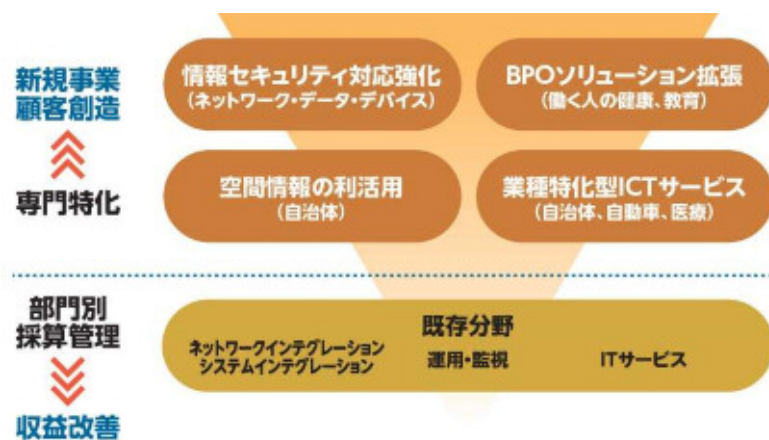 新規事業
顧客創造
専門特化
情報セキュリティ対応強化
(ネットワーク・データ・デバイス)
BPOソリューション拡張
(働く人の健康、教育)
空間情報の利活用
(自治体)
業種特化型ICTサービス
(自治体、自動車、医療)
部門別
採算管理
収益改善
既存分野
ネットワークインテグレーション
システムインテグレーション
運用・監視
ITサービス